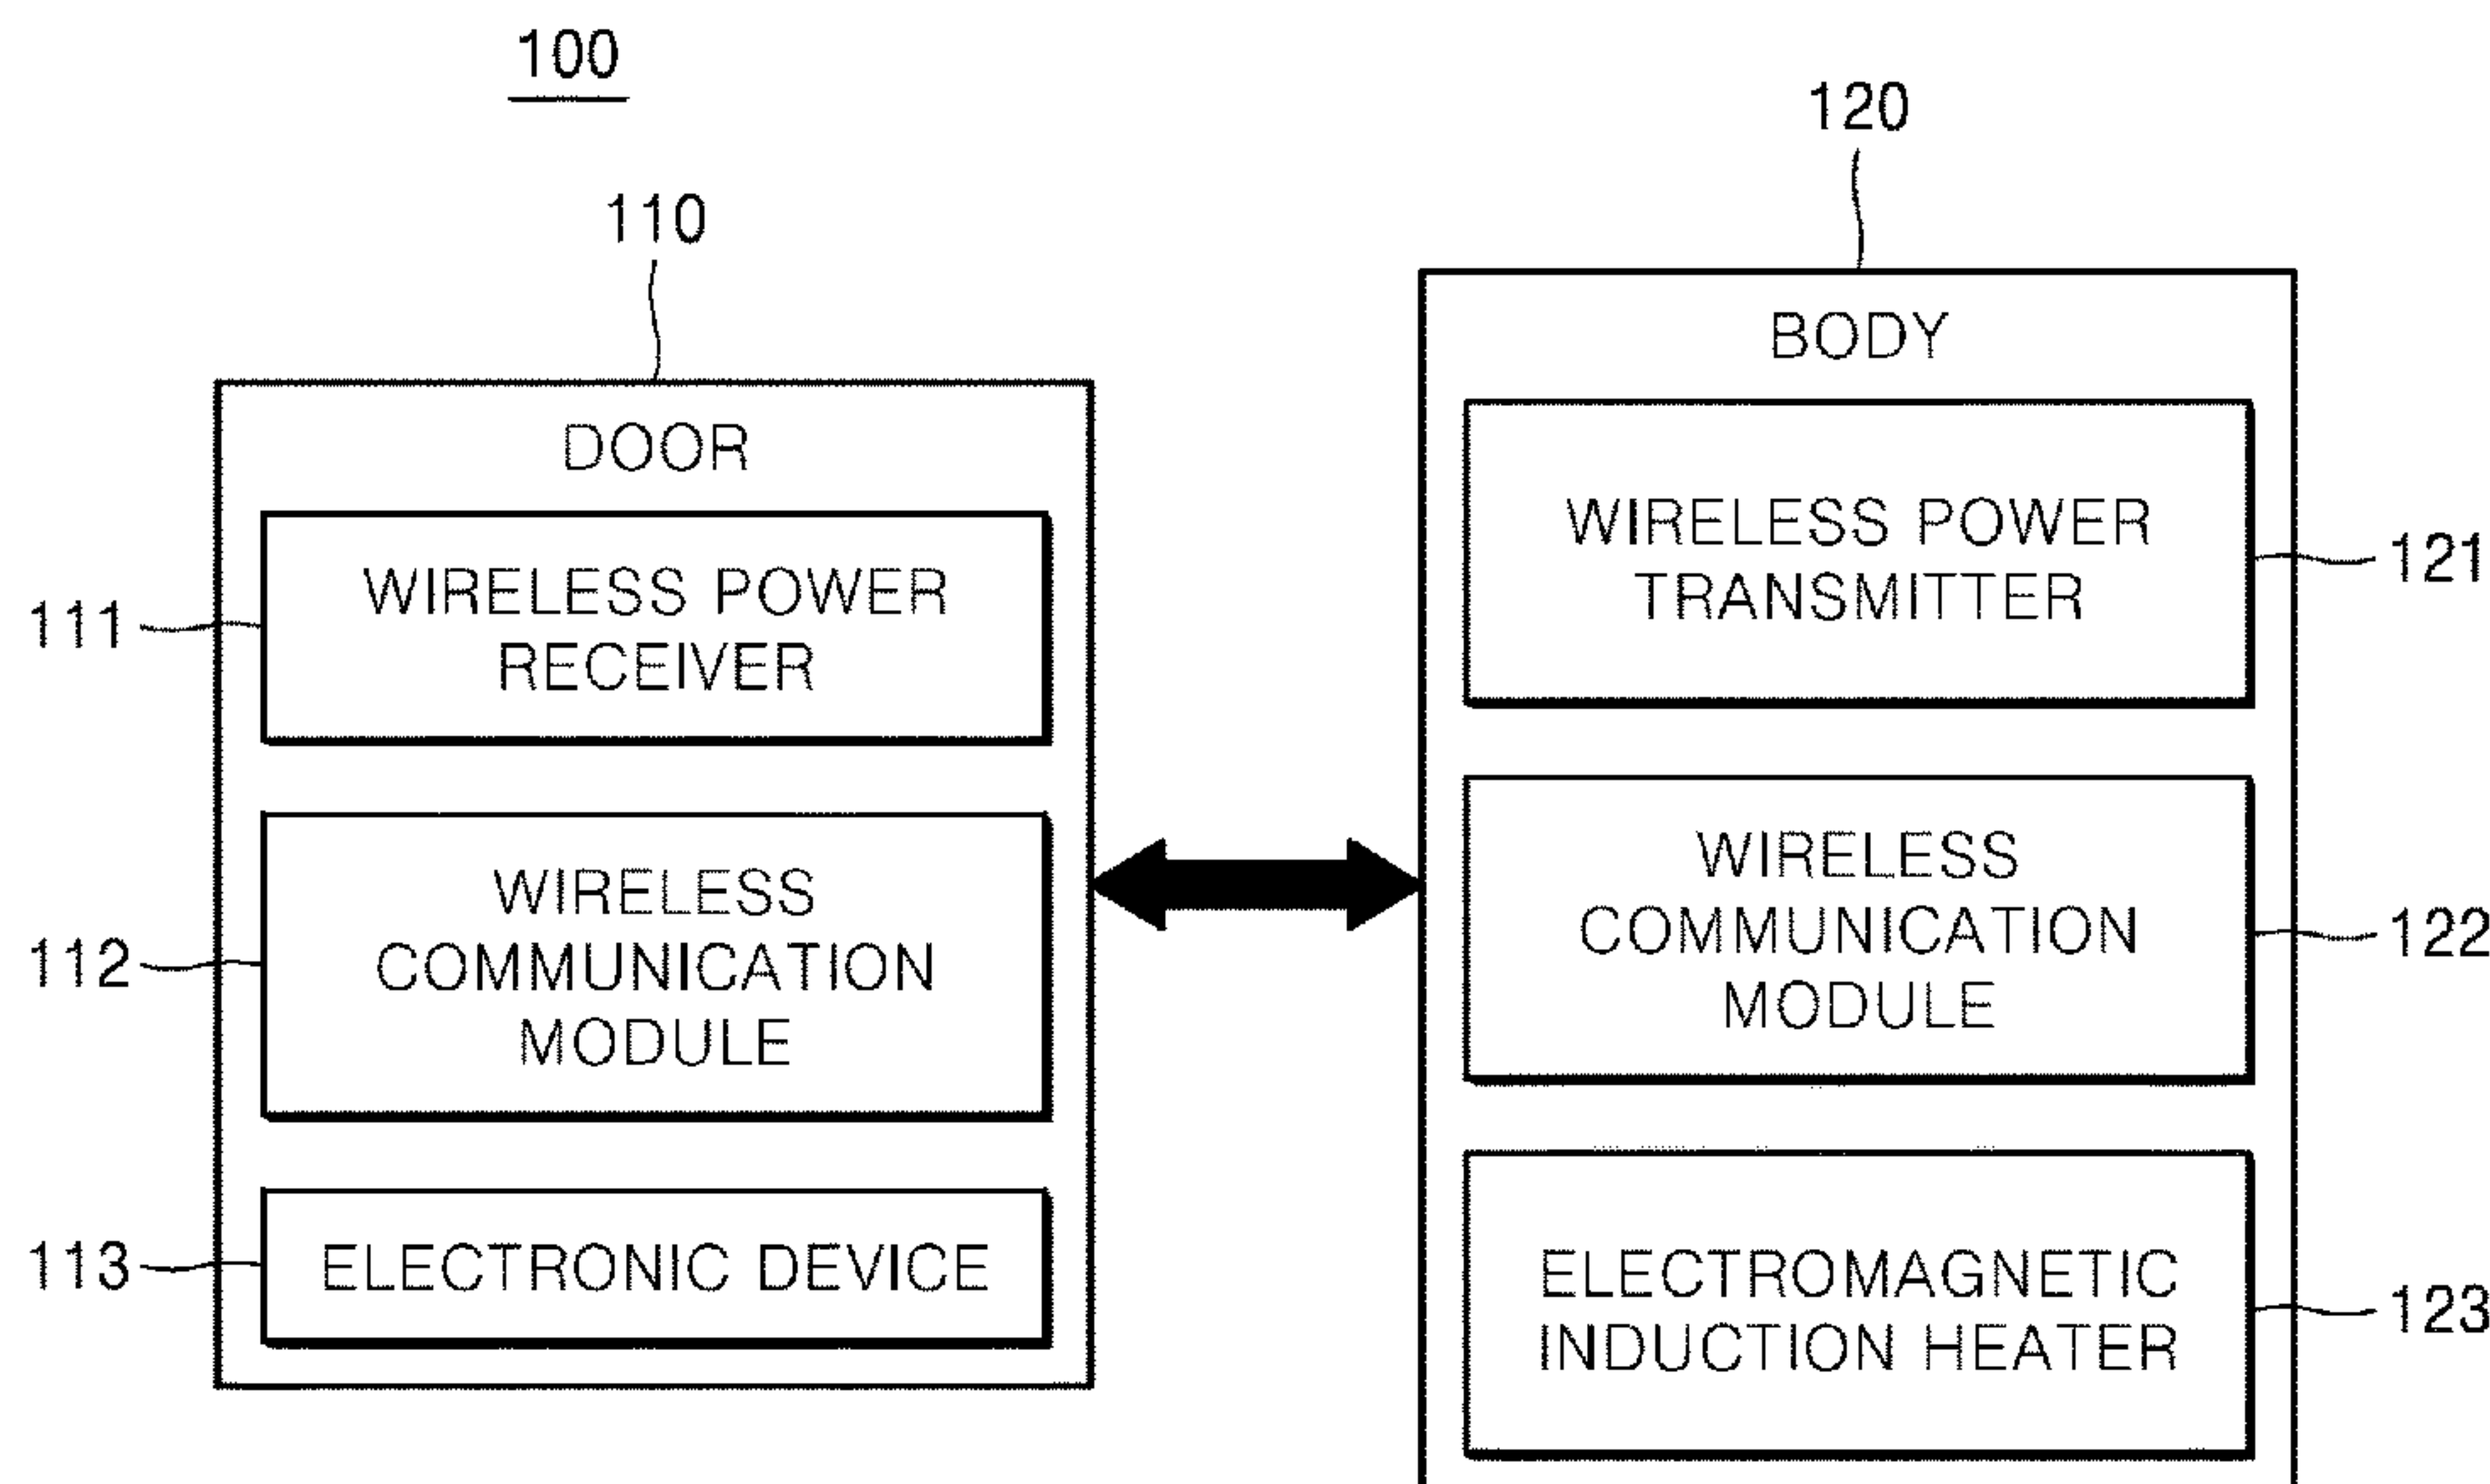 100
110
DOOR
111
WIRELESS POWER
RECEIVER
112
WIRELESS
COMMUNICATION
MODULE
113
ELECTRONIC DEVICE
120
BODY
WIRELESS POWER
TRANSMITTER
121
WIRELESS
COMMUNICATION
MODULE
122
ELECTROMAGNETIC
INDUCTION HEATER
123